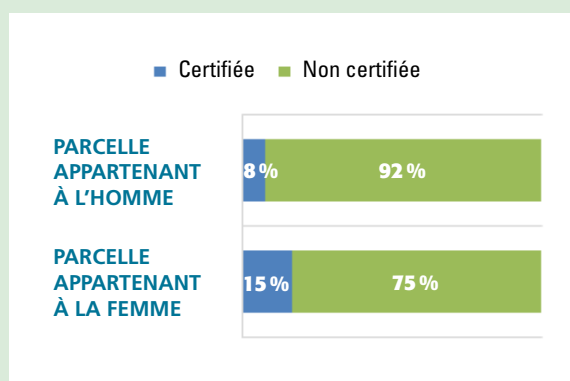 Certifiée Non certifiée
PARCELLE
APPARTENANT
À L’HOMME
8 % 92 %
PARCELLE
APPARTENANT
À LA FEMME
15 % 75 %